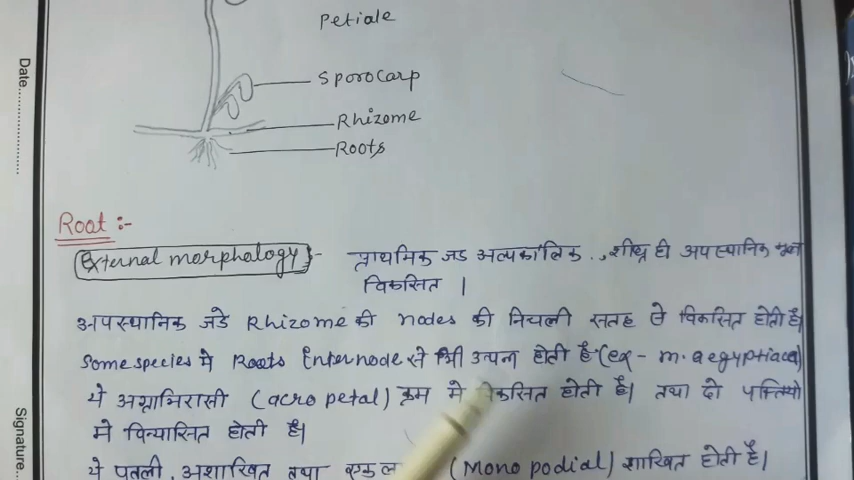 Petiole
Sporocarp
Rhizome
Roots
Date
Root :-
External morphology :- प्राथमिक जड अल्पकालिक . , शीघ्र ही अपस्थानिक मूल
विकसित ।
अपस्थानिक जडे Rhizome की nodes की निचली सतह से विकसित होती है।
Some species मे Roots Internode से भी उत्पन्न होती है (ex - m. aegyptiaca)
ये अग्राभिरासी (acropetal) क्रम मे विकसित होती है। तथा दो पंक्तियो
मे विन्यासित होती है।
ये पतली , अशाखित तथा (Monopodial) शाखित होती है।
Signature